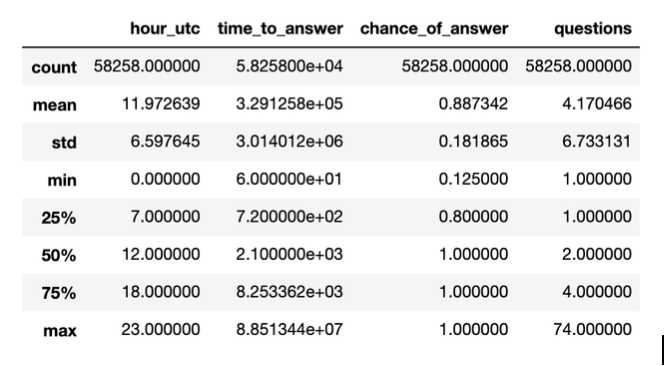 hour_utc time_to_answer chance_of_answer questions
count 58258.000000 5.825800e+04 58258.000000 58258.000000
mean 11.972639 3.291258e+05 0.887342 4.170466
std 6.597645 3.014012e+06 0.181865 6.733131
min 0.000000 6.000000e+01 0.125000 1.000000
25% 7.000000 7.200000e+02 0.800000 1.000000
50% 12.000000 2.100000e+03 1.000000 2.000000
75% 18.000000 8.253362e+03 1.000000 4.000000
max 23.000000 8.851344e+07 1.000000 74.000000